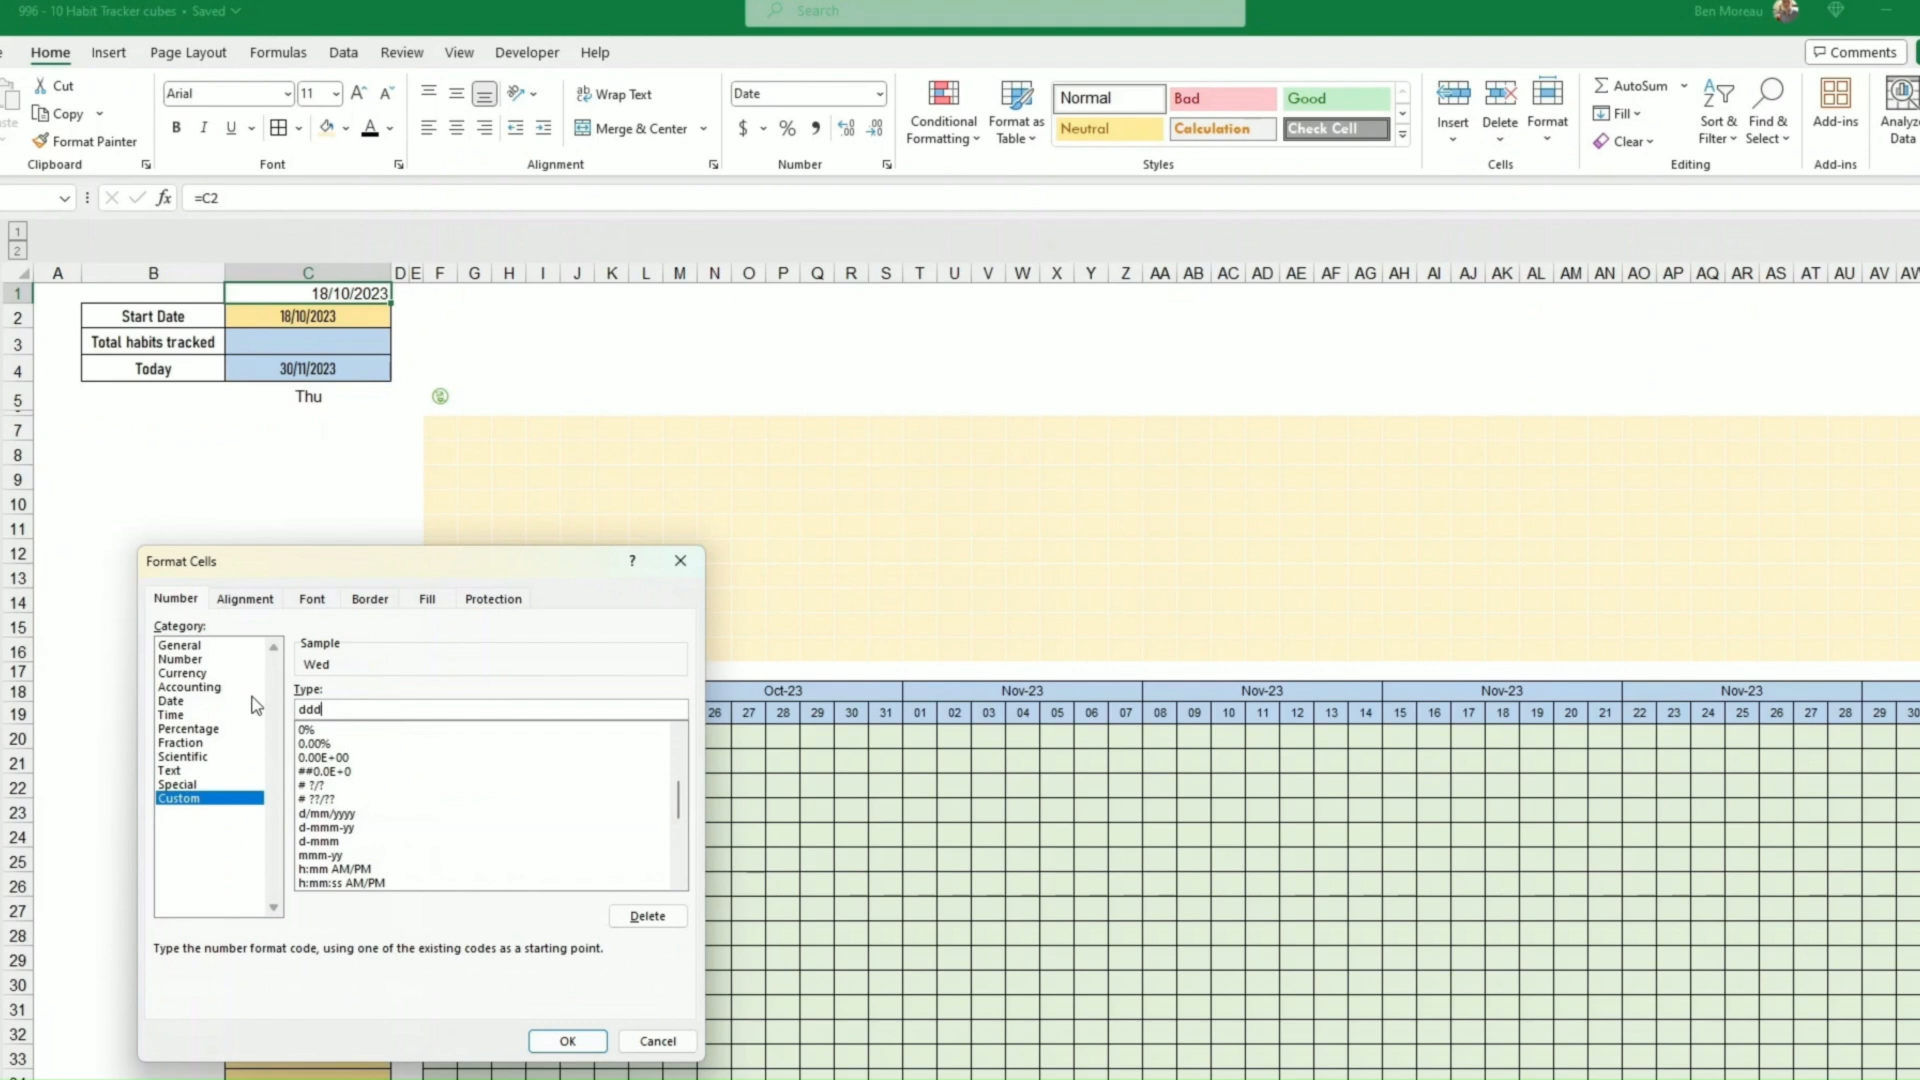 996 - 10 Habit Tracker cubes • Saved
Search
Ben Moreau
Home Insert Page Layout Formulas Data Review View Developer Help
Comments
Cut
Copy
Format Painter
Clipboard
Arial 11
B I U A
Font
Wrap Text
Merge & Center
Alignment
Date
$ % 9
Number
Conditional Formatting
Format as Table
Normal Bad Good
Neutral Calculation Check Cell
Styles
Insert Delete Format
Cells
AutoSum
Fill
Clear
Sort & Filter
Find & Select
Editing
Add-ins
Add-ins
Analyze Data
fx =C2
1
2
A B C D E F G H I J K L M N O P Q R S T U V W X Y Z AA AB AC AD AE AF AG AH AI AJ AK AL AM AN AO AP AQ AR AS AT AU AV AW
1 18/10/2023
2 Start Date 18/10/2023
3 Total habits tracked
4 Today 30/11/2023
5 Thu
7
8
9
10
11
12
13
14
15
16
17
18 Oct-23 Nov-23 Nov-23 Nov-23 Nov-23
19 26 27 28 29 30 31 01 02 03 04 05 06 07 08 09 10 11 12 13 14 15 16 17 18 19 20 21 22 23 24 25 26 27 28 29 30
20
21
22
23
24
25
26
27
28
29
30
31
32
33
Format Cells ?
Number Alignment Font Border Fill Protection
Category:
General
Number
Currency
Accounting
Date
Time
Percentage
Fraction
Scientific
Text
Special
Custom
Sample
Wed
Type:
ddd
0%
0.00%
0.00E+00
##0.0E+0
# ?/?
# ??/??
d/mm/yyyy
d-mmm-yy
d-mmm
mmm-yy
h:mm AM/PM
h:mm:ss AM/PM
Delete
Type the number format code, using one of the existing codes as a starting point.
OK Cancel